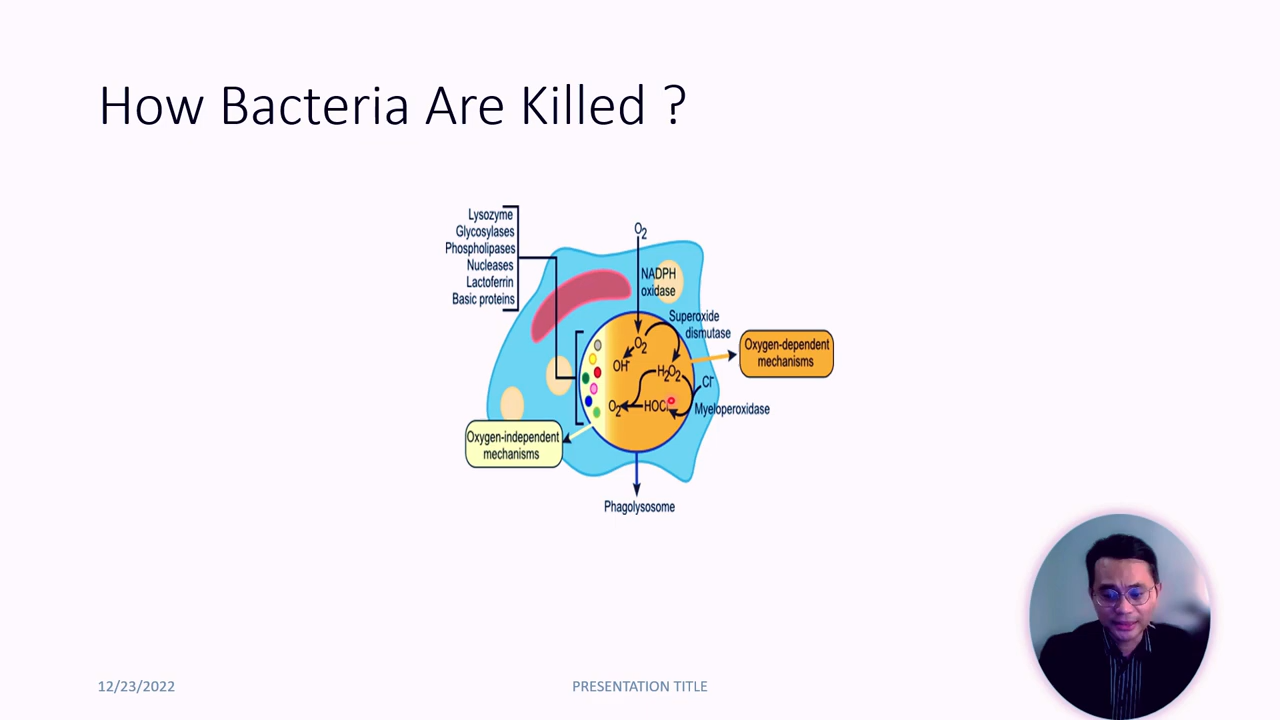 How Bacteria Are Killed ?
Lysozyme
Glycosylases
Phospholipases
Nucleases
Lactoferrin
Basic proteins
O2
NADPH
oxidase
Superoxide
dismutase
O2
OH-
H2O2
Cl-
O2
HOCl
Myeloperoxidase
Oxygen-dependent
mechanisms
Oxygen-independent
mechanisms
Phagolysosome
12/23/2022
PRESENTATION TITLE